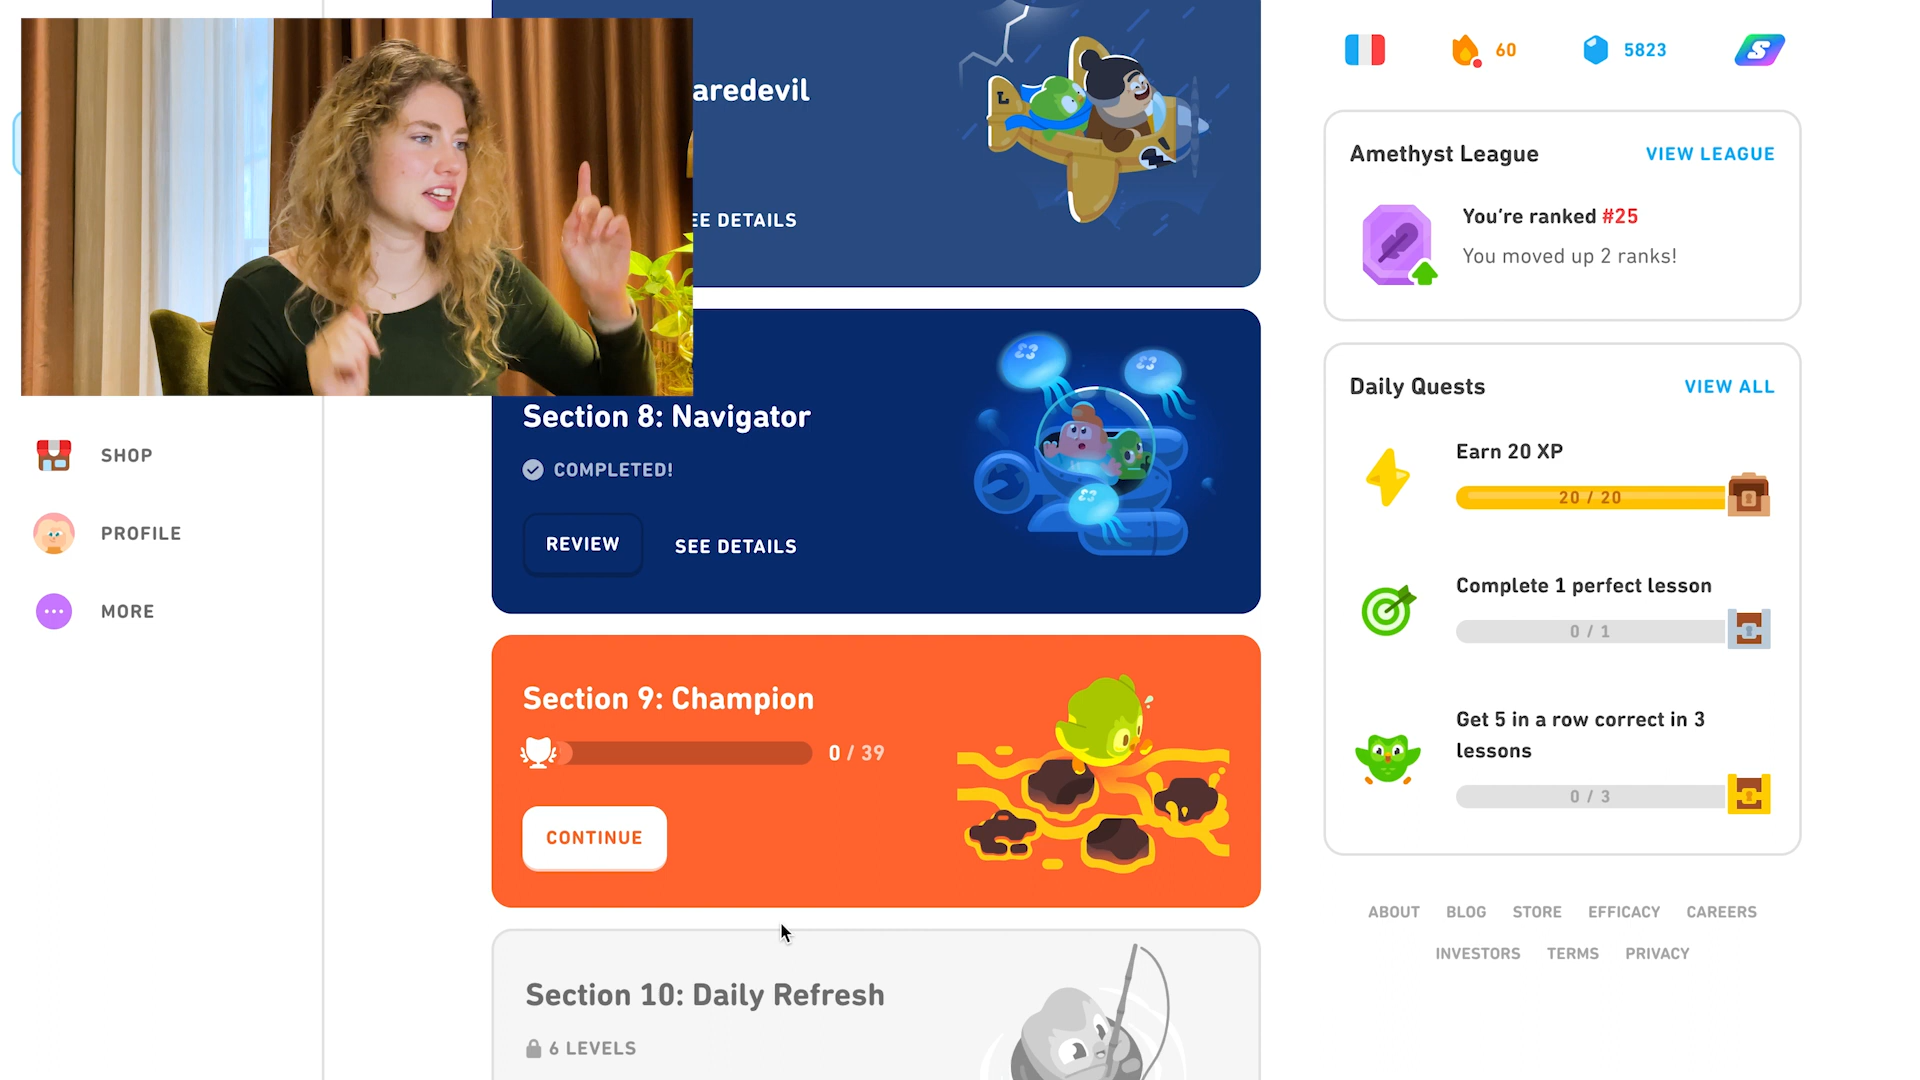 aredevil
EE DETAILS
L
Section 8: Navigator
COMPLETED!
REVIEW
SEE DETAILS
Section 9: Champion
0 / 39
CONTINUE
Section 10: Daily Refresh
6 LEVELS
SHOP
PROFILE
MORE
60
5823
S
Amethyst League
VIEW LEAGUE
You're ranked #25
You moved up 2 ranks!
Daily Quests
VIEW ALL
Earn 20 XP
20 / 20
Complete 1 perfect lesson
0 / 1
Get 5 in a row correct in 3
lessons
0 / 3
ABOUT BLOG STORE EFFICACY CAREERS
INVESTORS TERMS PRIVACY